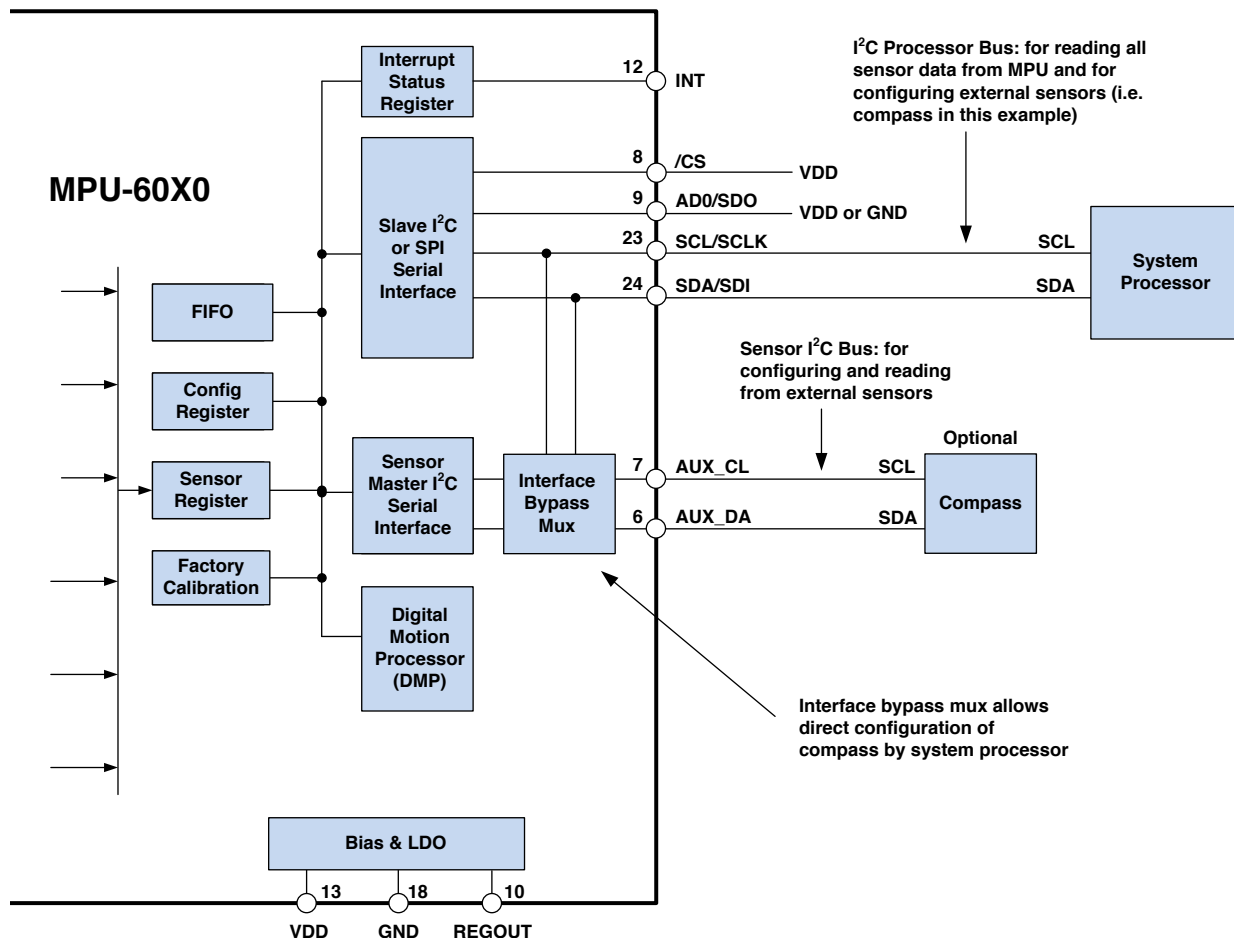 MPU-60X0
Interrupt
Status
Register
12
INT
I²C Processor Bus: for reading all
sensor data from MPU and for
configuring external sensors (i.e.
compass in this example)
Slave I²C
or SPI
Serial
Interface
8
/CS
VDD
9
AD0/SDO
VDD or GND
23
SCL/SCLK
SCL
24
SDA/SDI
SDA
System
Processor
FIFO
Config
Register
Sensor
Register
Factory
Calibration
Sensor I²C Bus: for
configuring and reading
from external sensors
Sensor
Master I²C
Serial
Interface
Interface
Bypass
Mux
7
AUX_CL
SCL
6
AUX_DA
SDA
Optional
Compass
Digital
Motion
Processor
(DMP)
Interface bypass mux allows
direct configuration of
compass by system processor
Bias & LDO
13
18
10
VDD
GND
REGOUT